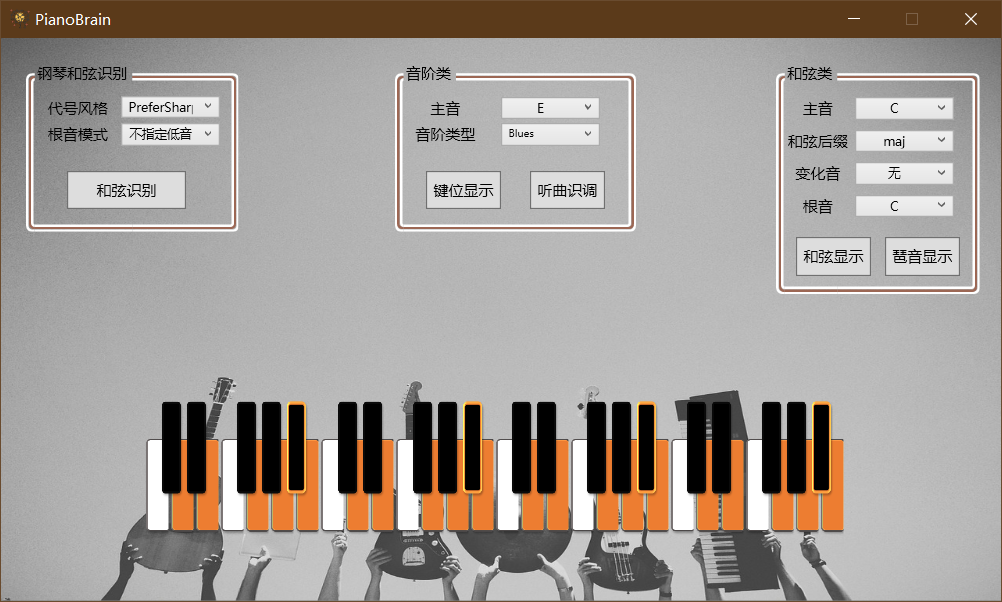 PianoBrain
钢琴和弦识别
代号风格 PreferShar
根音模式 不指定低音
和弦识别
音阶类
主音 E
音阶类型 Blues
键位显示 听曲识调
和弦类
主音 C
和弦后缀 maj
变化音 无
根音 C
和弦显示 琶音显示